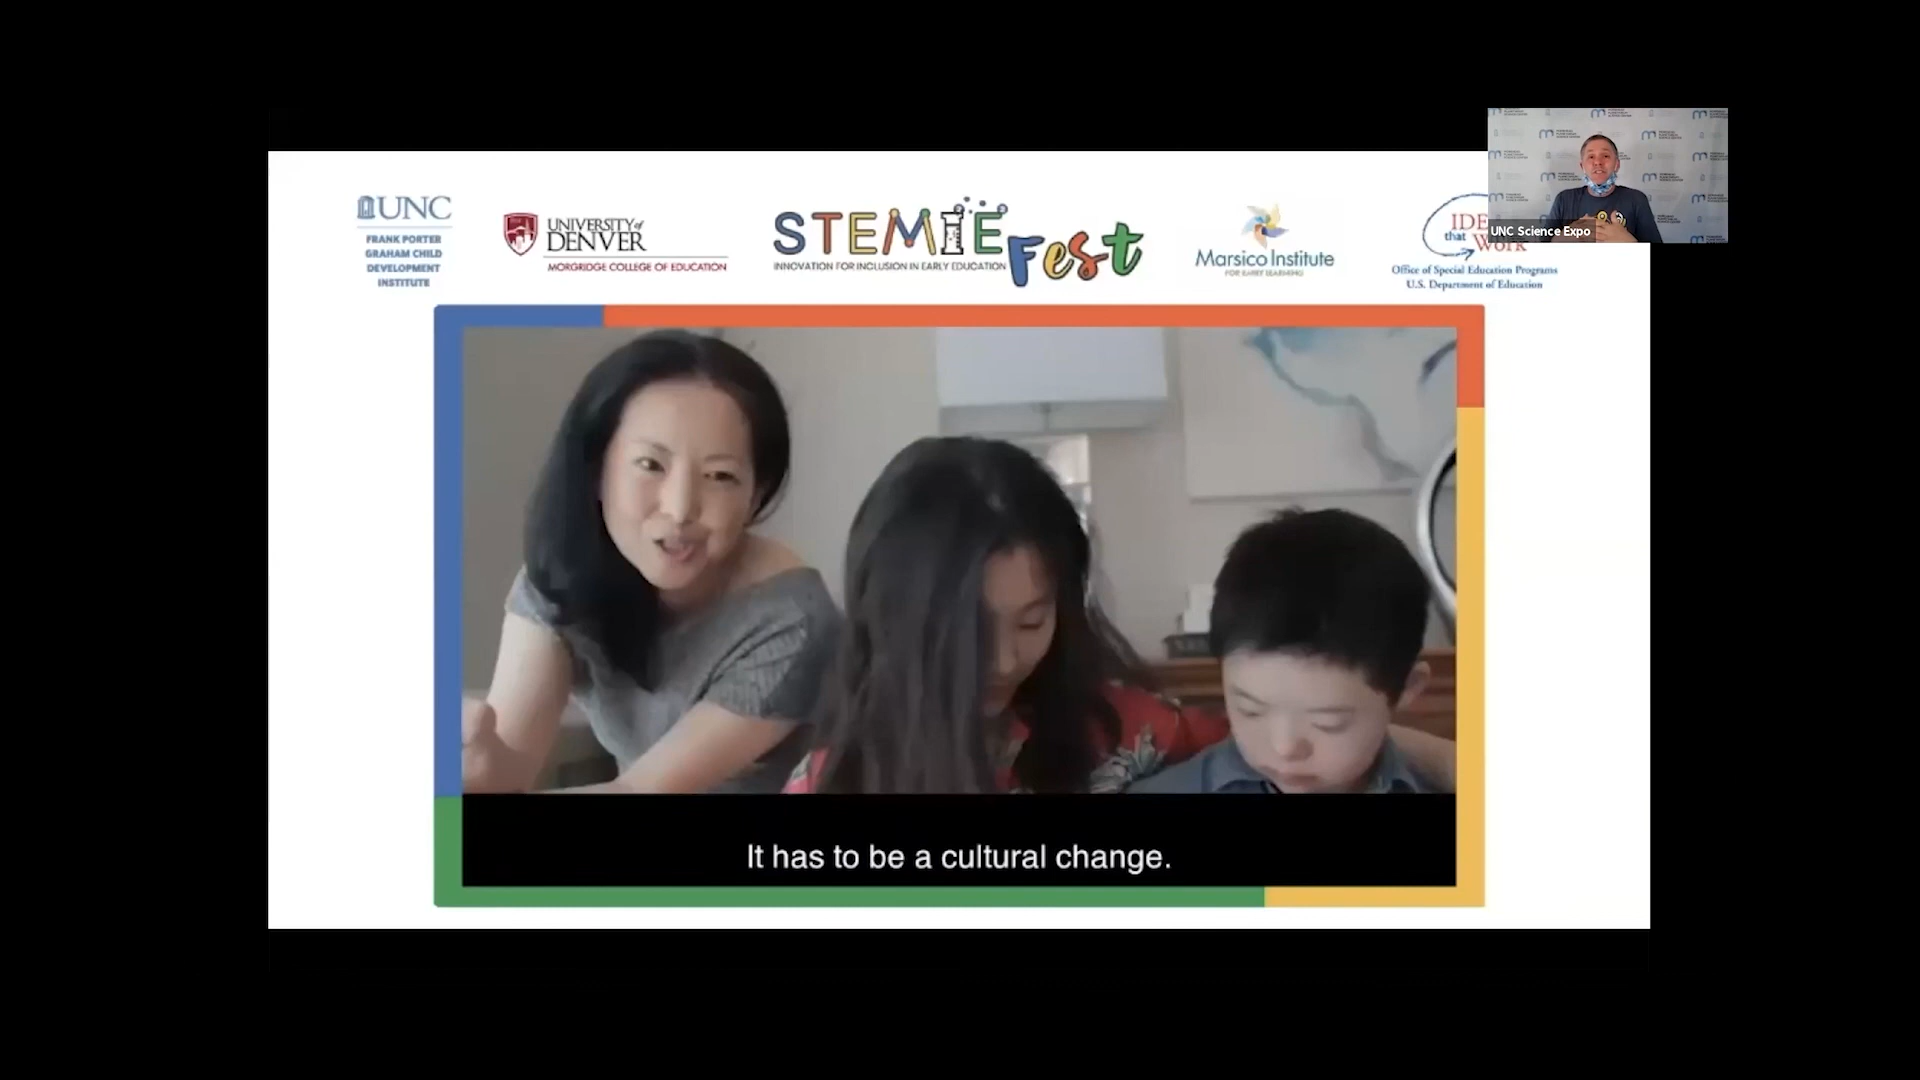 UNC
FRANK PORTER
GRAHAM CHILD
DEVELOPMENT
INSTITUTE
UNIVERSITY of
DENVER
MORGRIDGE COLLEGE OF EDUCATION
STEMIE
Fest
INNOVATION FOR INCLUSION IN EARLY EDUCATION
Marsico Institute
FOR EARLY LEARNING
IDE
that Work
Office of Special Education Programs
U.S. Department of Education
UNC Science Expo
It has to be a cultural change.